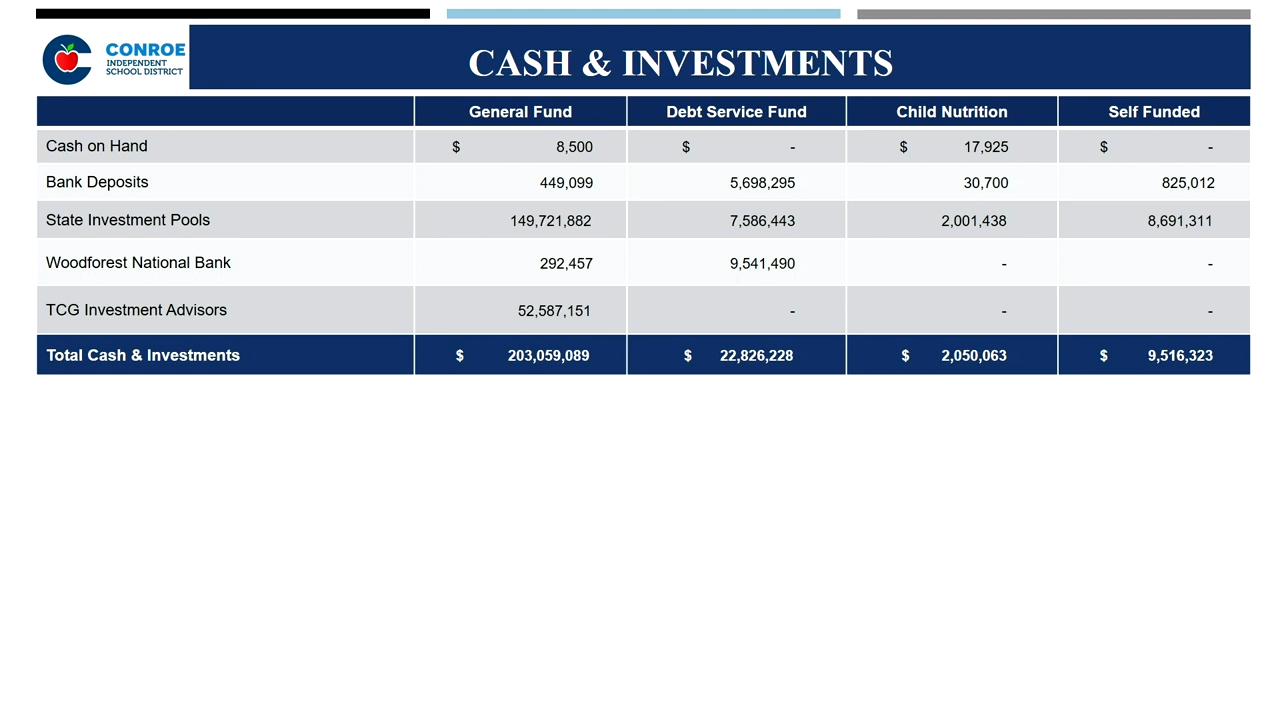 CONROE
INDEPENDENT
SCHOOL DISTRICT
CASH & INVESTMENTS
General Fund Debt Service Fund Child Nutrition Self Funded
Cash on Hand $ 8,500 $ - $ 17,925 $ -
Bank Deposits 449,099 5,698,295 30,700 825,012
State Investment Pools 149,721,882 7,586,443 2,001,438 8,691,311
Woodforest National Bank 292,457 9,541,490 - -
TCG Investment Advisors 52,587,151 - - -
Total Cash & Investments $ 203,059,089 $ 22,826,228 $ 2,050,063 $ 9,516,323